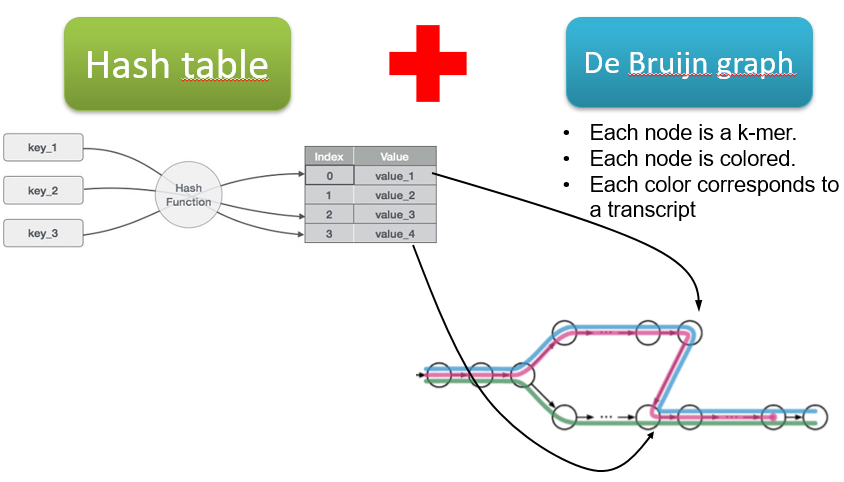 Hash table
De Bruijn graph
• Each node is a k-mer.
• Each node is colored.
• Each color corresponds to
a transcript
key_1
key_2
key_3
Hash
Function
Index Value
0 value_1
1 value_2
2 value_3
3 value_4
...
...